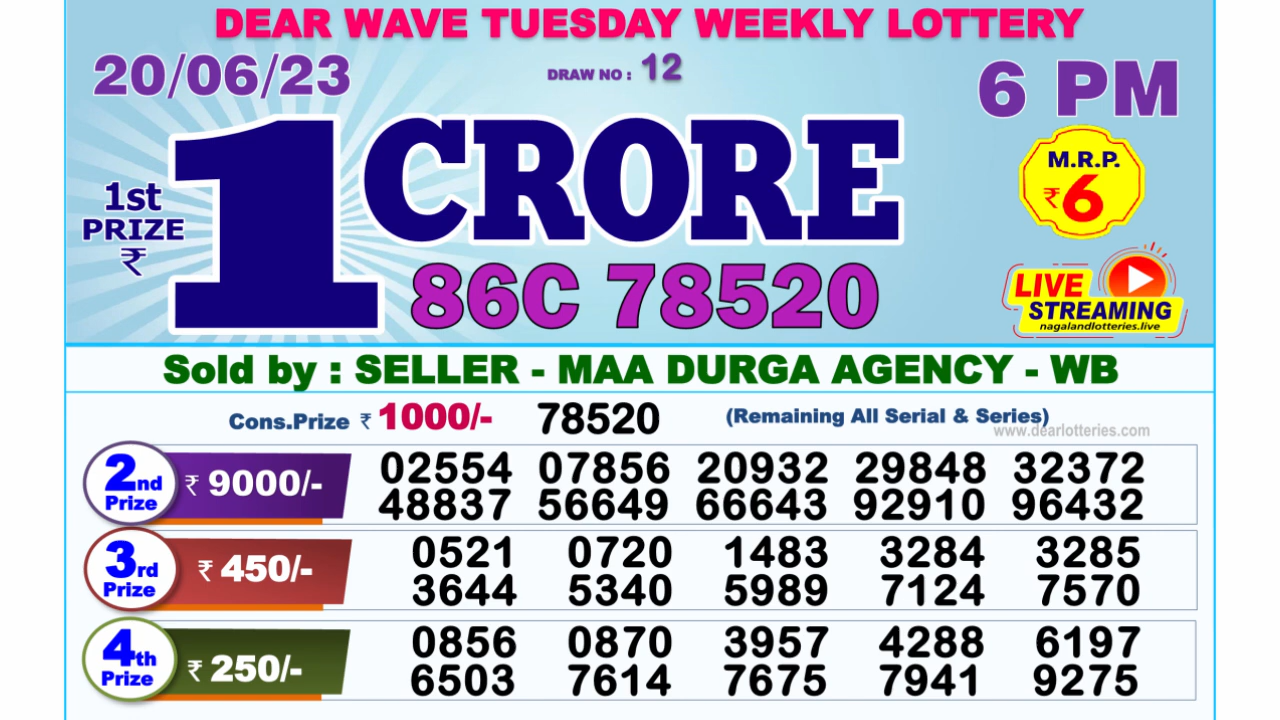 DEAR WAVE TUESDAY WEEKLY LOTTERY
20/06/23
DRAW NO : 12
6 PM
1st
PRIZE
₹
1 CRORE
86C 78520
M.R.P.
₹6
LIVE
STREAMING
nagalandlotteries.live
Sold by : SELLER - MAA DURGA AGENCY - WB
Cons.Prize ₹ 1000/- 78520 (Remaining All Serial & Series)
www.dearlotteries.com
2nd Prize ₹ 9000/-
02554 07856 20932 29848 32372
48837 56649 66643 92910 96432
3rd Prize ₹ 450/-
0521 0720 1483 3284 3285
3644 5340 5989 7124 7570
4th Prize ₹ 250/-
0856 0870 3957 4288 6197
6503 7614 7675 7941 9275